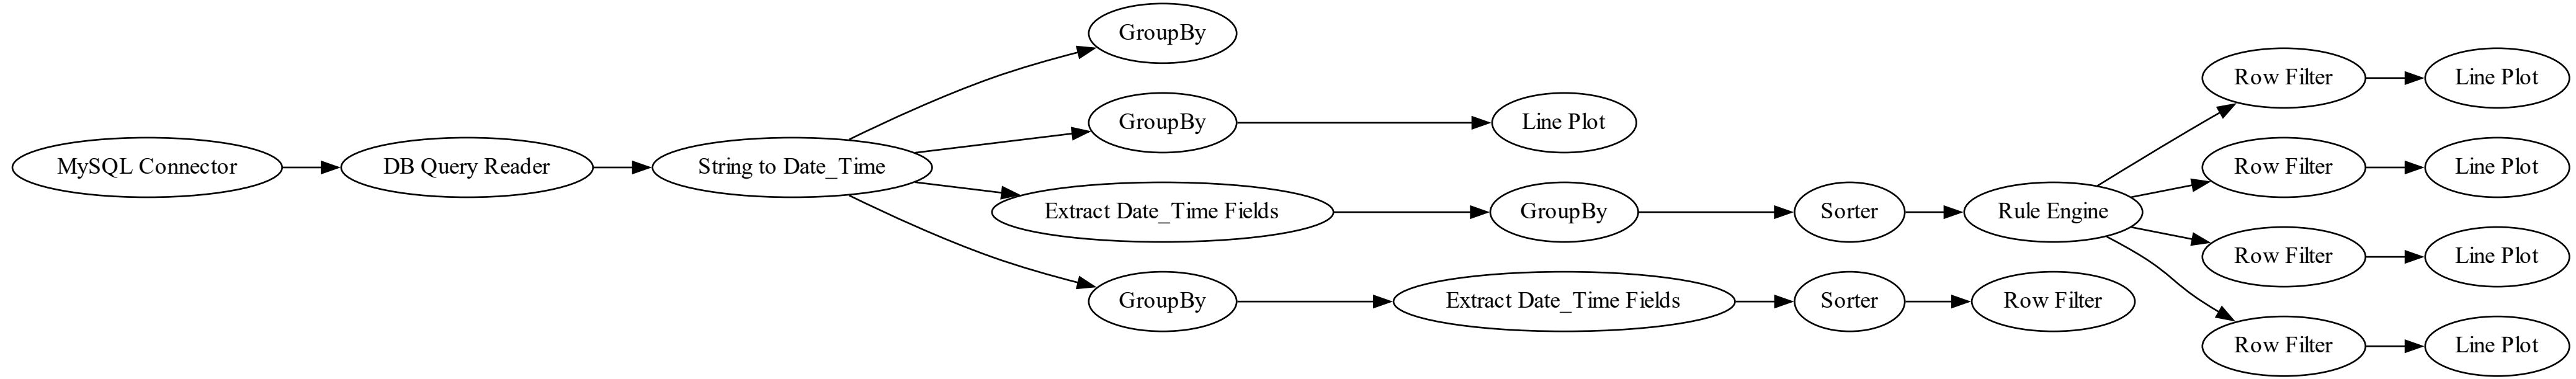 MySQL Connector
DB Query Reader
String to Date_Time
GroupBy
GroupBy
Line Plot
Extract Date_Time Fields
GroupBy
Sorter
Rule Engine
Row Filter
Line Plot
Row Filter
Line Plot
Row Filter
Line Plot
Row Filter
Line Plot
GroupBy
Extract Date_Time Fields
Sorter
Row Filter